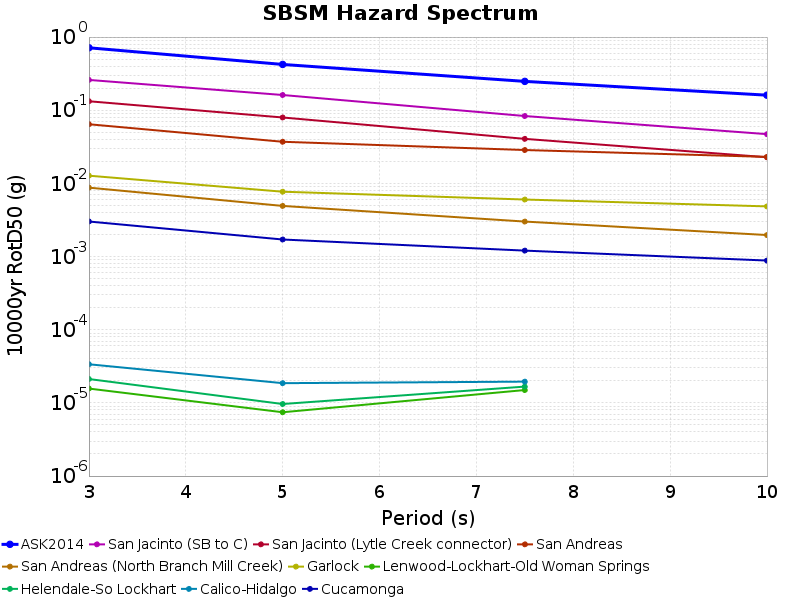 SBSM Hazard Spectrum
10^0
10^-1
10^-2
10^-3
10^-4
10^-5
10^-6
10000yr RotD50 (g)
3 4 5 6 7 8 9 10
Period (s)
ASK2014 San Jacinto (SB to C) San Jacinto (Lytle Creek connector) San Andreas
San Andreas (North Branch Mill Creek) Garlock Lenwood-Lockhart-Old Woman Springs
Helendale-So Lockhart Calico-Hidalgo Cucamonga